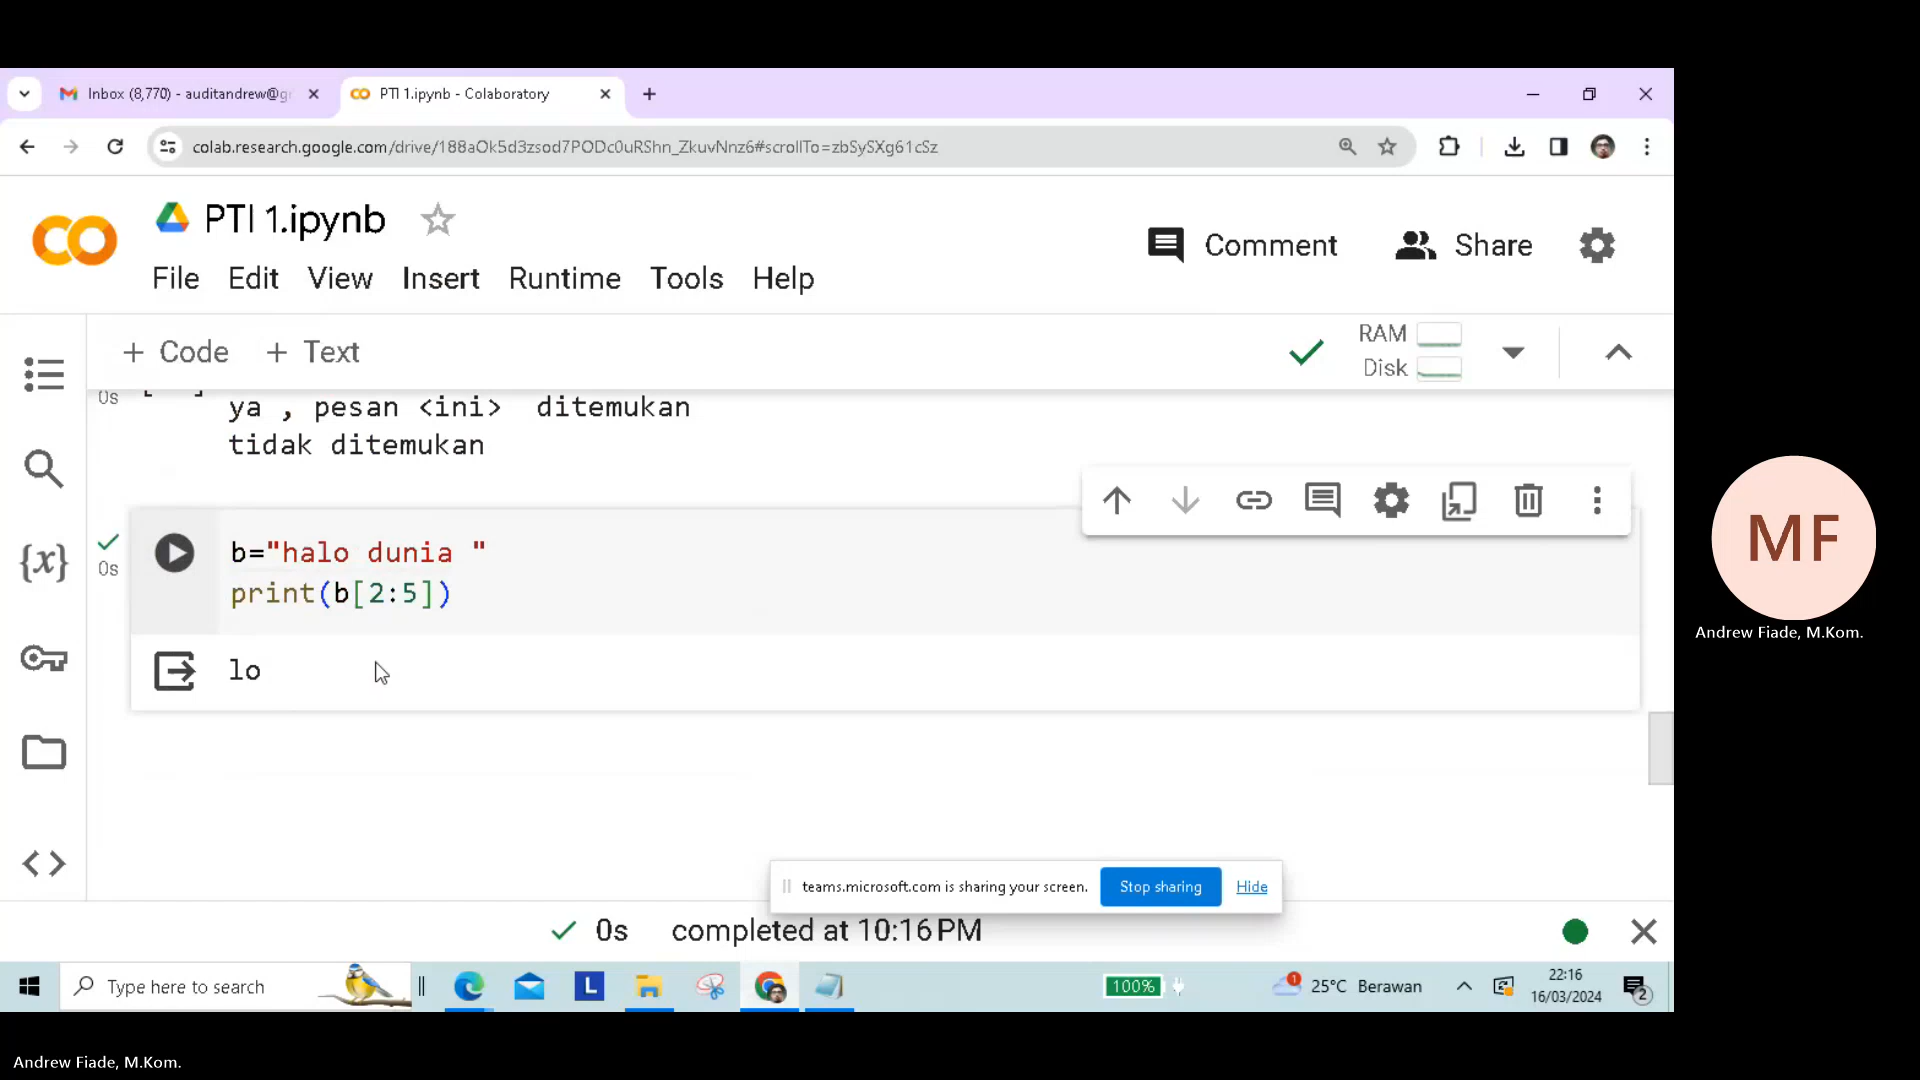 Inbox (8,770) - auditandrew@g
PTI 1.ipynb - Colaboratory
colab.research.google.com/drive/188aOk5d3zsod7PODc0uRShn_ZkuvNnz6#scrollTo=zbSySXg61cSz
PTI 1.ipynb
Comment
Share
File Edit View Insert Runtime Tools Help
+ Code + Text
RAM
Disk
0s
ya , pesan <ini>  ditemukan
tidak ditemukan
{x}
0s
b="halo dunia "
print(b[2:5])
lo
teams.microsoft.com is sharing your screen. Stop sharing Hide
0s completed at 10:16 PM
Type here to search
L
100%
1
25°C Berawan
22:16
16/03/2024
2
MF
Andrew Fiade, M.Kom.
Andrew Fiade, M.Kom.